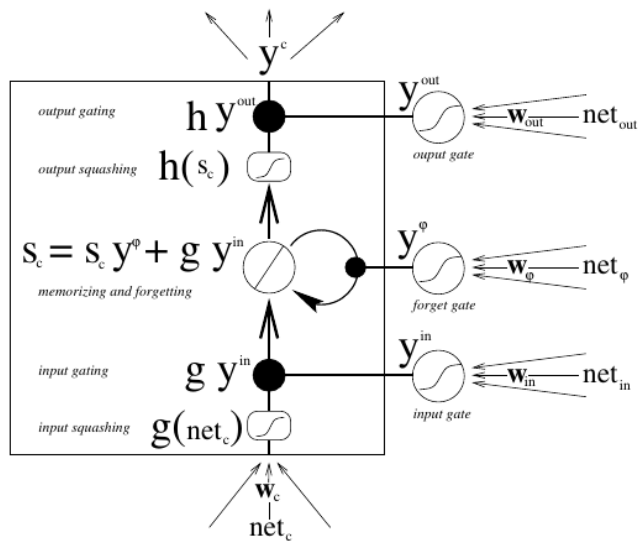 y^c
output gating h y^out y^out
w_out net_out
ouput gate
output squashing h(s_c)
s_c = s_c y^φ + g y^in y^φ
memorizing and forgetting
w_φ net_φ
forget gate
input gating g y^in y^in
w_in net_in
input gate
input squashing g(net_c)
w_c
net_c